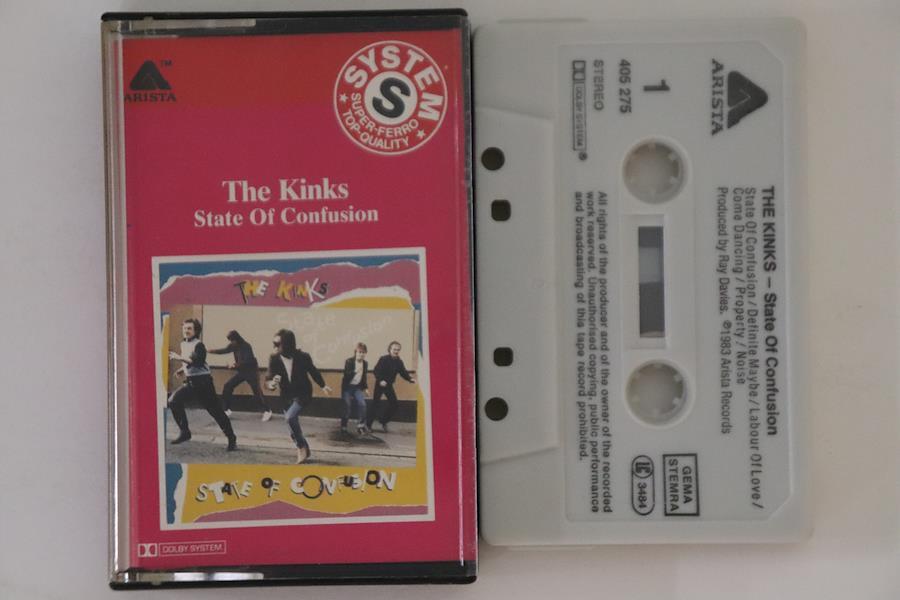 ARISTA TM
SYSTEM
S
SUPER-FERRO
★ TOP-QUALITY ★
The Kinks
State Of Confusion
THE KINKS
State
of
Confusion
STATE OF CONFUSION
DOLBY SYSTEM
ARISTA
1
405 275
STEREO
DOLBY SYSTEM ®
THE KINKS – State Of Confusion
State Of Confusion / Definite Maybe / Labour Of Love /
Come Dancing / Property / Noise
Produced by Ray Davies. ℗1983 Arista Records
All rights of the producer and of the owner of the recorded
work reserved. Unauthorised copying, public performance
and broadcasting of this tape record prohibited.
GEMA
STEMRA
LC 3484